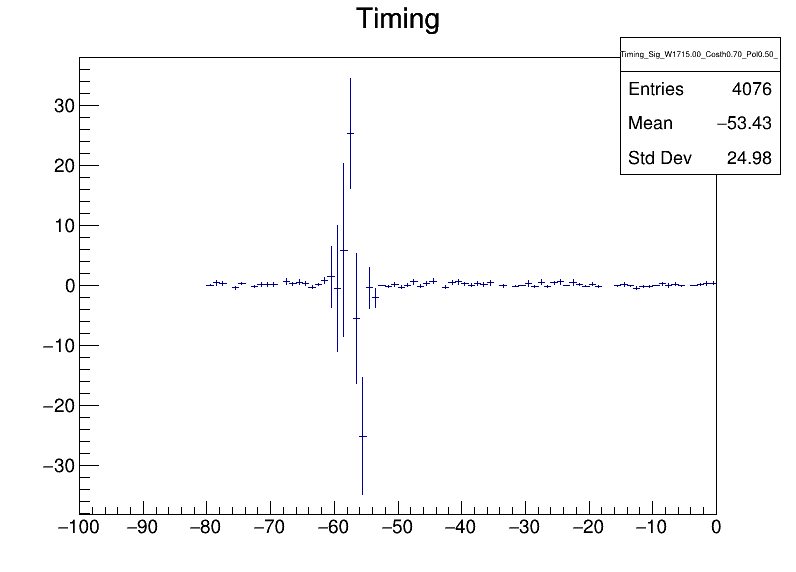 Timing
Timing_Sig_W1715.00_Costh0.70_Pol0.50_
Entries 4076
Mean −53.43
Std Dev 24.98
30
20
10
0
−10
−20
−30
−100 −90 −80 −70 −60 −50 −40 −30 −20 −10 0